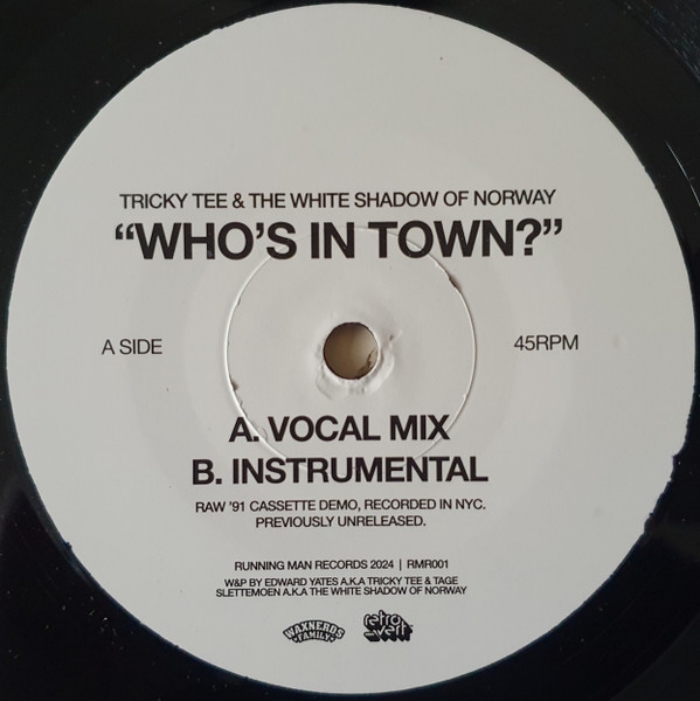 TRICKY TEE & THE WHITE SHADOW OF NORWAY
“WHO’S IN TOWN?”
A SIDE
45RPM
A. VOCAL MIX
B. INSTRUMENTAL
RAW ’91 CASSETTE DEMO, RECORDED IN NYC.
PREVIOUSLY UNRELEASED.
RUNNING MAN RECORDS 2024 | RMR001
W&P BY EDWARD YATES A.K.A TRICKY TEE & TAGE
SLETTEMOEN A.K.A THE WHITE SHADOW OF NORWAY
WAXNERDS
FAMILY
retro
vert